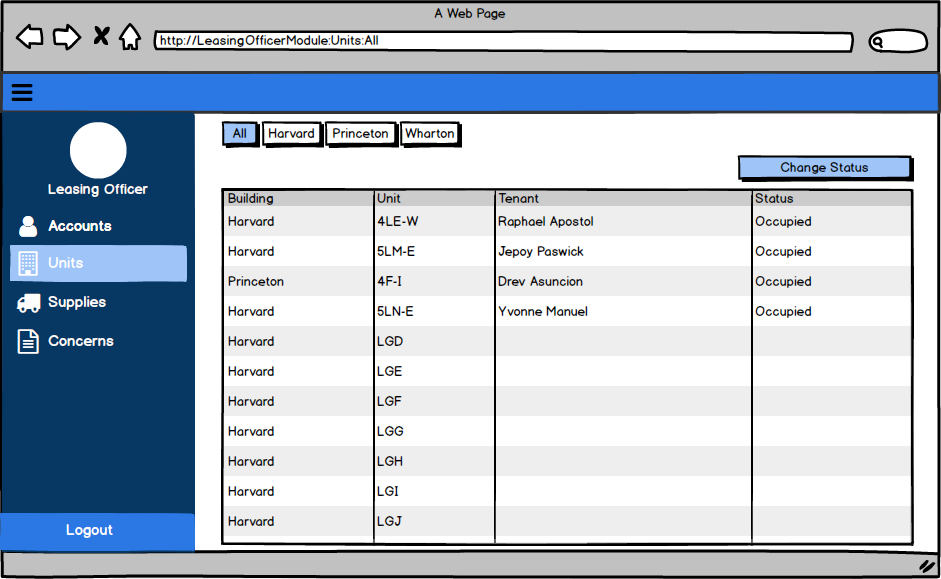 A Web Page
http://LeasingOfficerModule:Units:All
All Harvard Princeton Wharton
Leasing Officer
Accounts
Units
Supplies
Concerns
Logout
Change Status
Building Unit Tenant Status
Harvard 4LE-W Raphael Apostol Occupied
Harvard 5LM-E Jepoy Paswick Occupied
Princeton 4F-I Drev Asuncion Occupied
Harvard 5LN-E Yvonne Manuel Occupied
Harvard LGD
Harvard LGE
Harvard LGF
Harvard LGG
Harvard LGH
Harvard LGI
Harvard LGJ